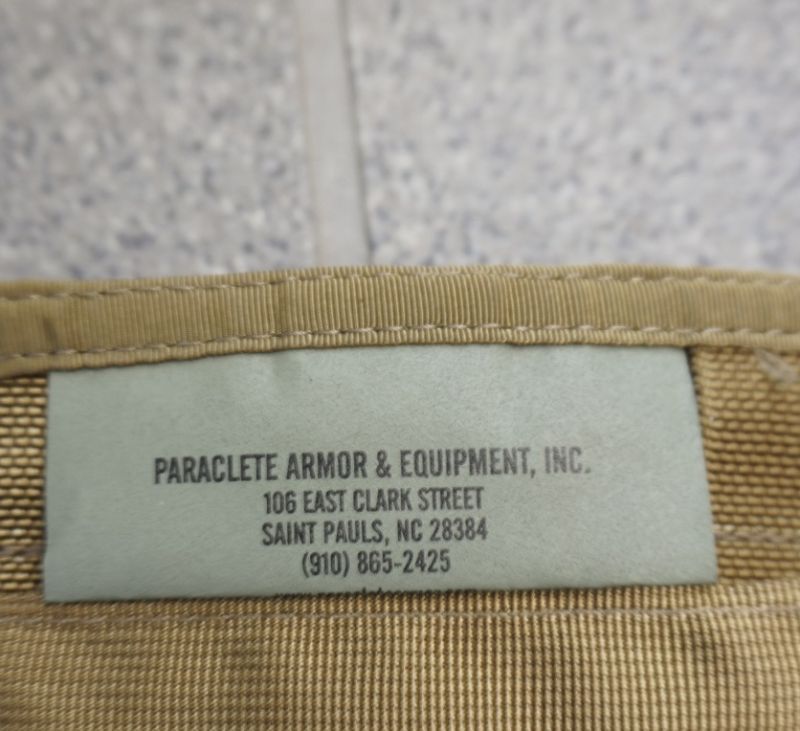 PARACLETE ARMOR & EQUIPMENT, INC.
106 EAST CLARK STREET
SAINT PAULS, NC 28384
(910) 865-2425